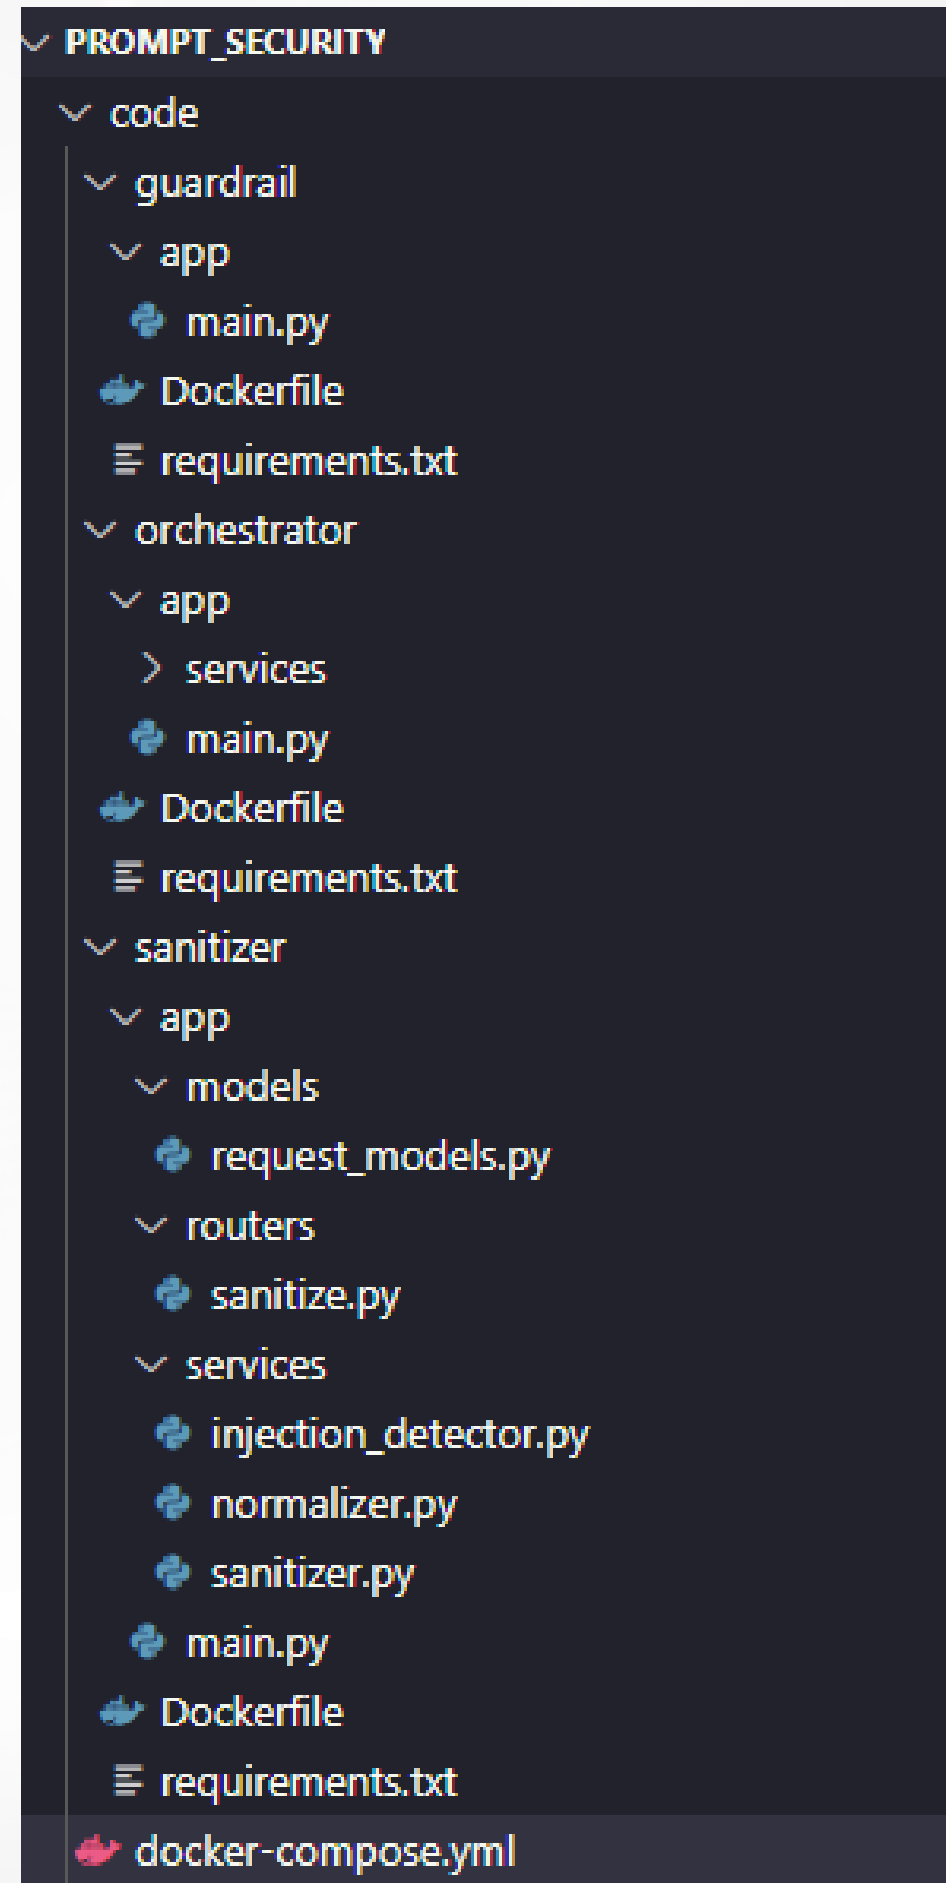 PROMPT_SECURITY
code
guardrail
app
main.py
Dockerfile
requirements.txt
orchestrator
app
services
main.py
Dockerfile
requirements.txt
sanitizer
app
models
request_models.py
routers
sanitize.py
services
injection_detector.py
normalizer.py
sanitizer.py
main.py
Dockerfile
requirements.txt
docker-compose.yml